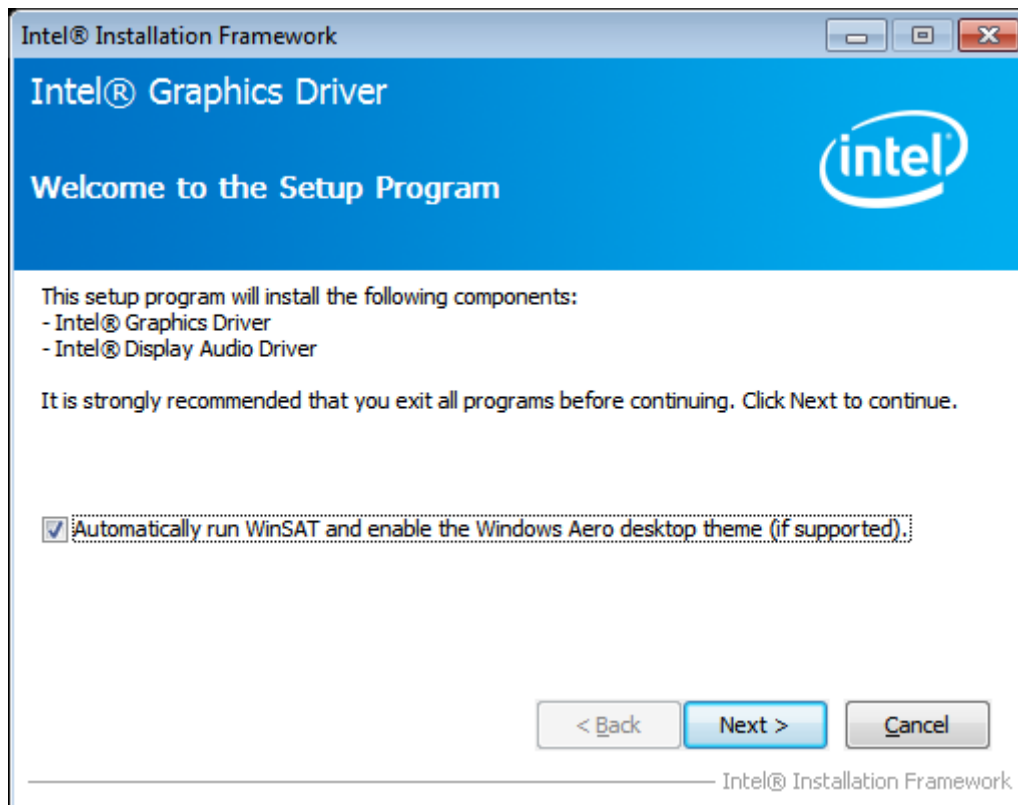 Intel® Installation Framework
Intel® Graphics Driver
intel
Welcome to the Setup Program
This setup program will install the following components:
- Intel® Graphics Driver
- Intel® Display Audio Driver
It is strongly recommended that you exit all programs before continuing. Click Next to continue.
Automatically run WinSAT and enable the Windows Aero desktop theme (if supported).
< Back Next > Cancel
Intel® Installation Framework